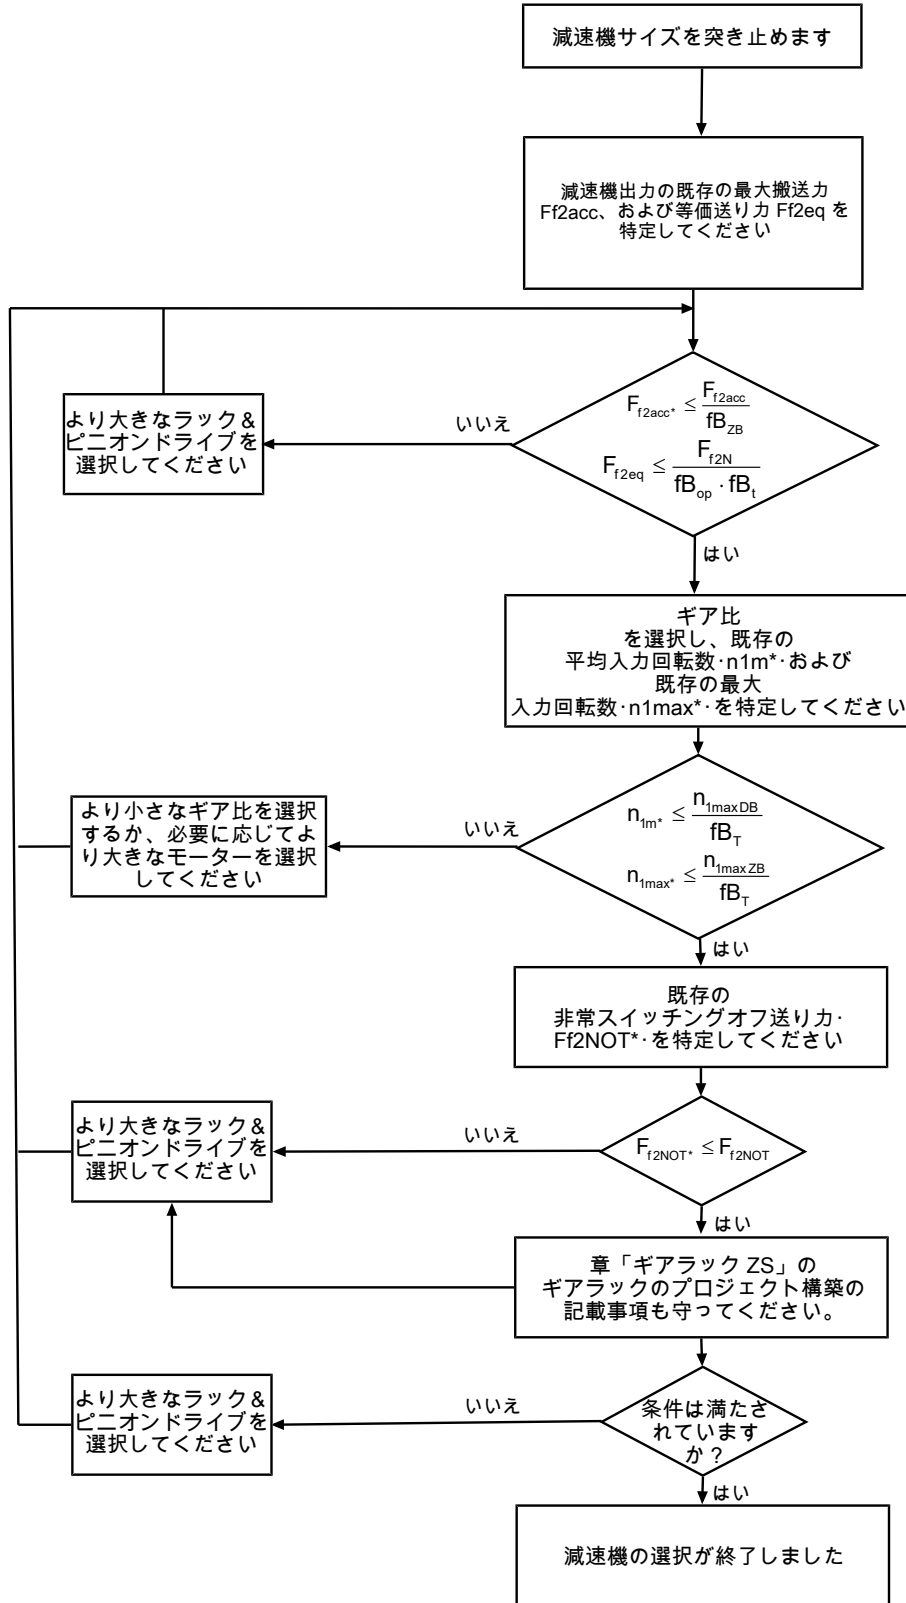 減速機サイズを突き止めます
減速機出力の既存の最大搬送力
Ff2acc、および等価送り力 Ff2eq を
特定してください
より大きなラック＆
ピニオンドライブを
選択してください
いいえ
F_f2acc* ≤ F_f2acc / fB_ZB
F_f2eq ≤ F_f2N / fB_op · fB_t
はい
ギア比
を選択し、既存の
平均入力回転数·n1m*·および
既存の最大
入力回転数·n1max*·を特定してください
より小さなギア比を選択
するか、必要に応じてよ
り大きなモーターを選択
してください
いいえ
n_1m* ≤ n_1maxDB / fB_T
n_1max* ≤ n_1maxZB / fB_T
はい
既存の
非常スイッチングオフ送り力·
Ff2NOT*·を特定してください
より大きなラック＆
ピニオンドライブを
選択してください
いいえ
F_f2NOT* ≤ F_f2NOT
はい
章「ギアラック ZS」の
ギアラックのプロジェクト構築の
記載事項も守ってください。
より大きなラック＆
ピニオンドライブを
選択してください
いいえ
条件は満たさ
れています
か？
はい
減速機の選択が終了しました